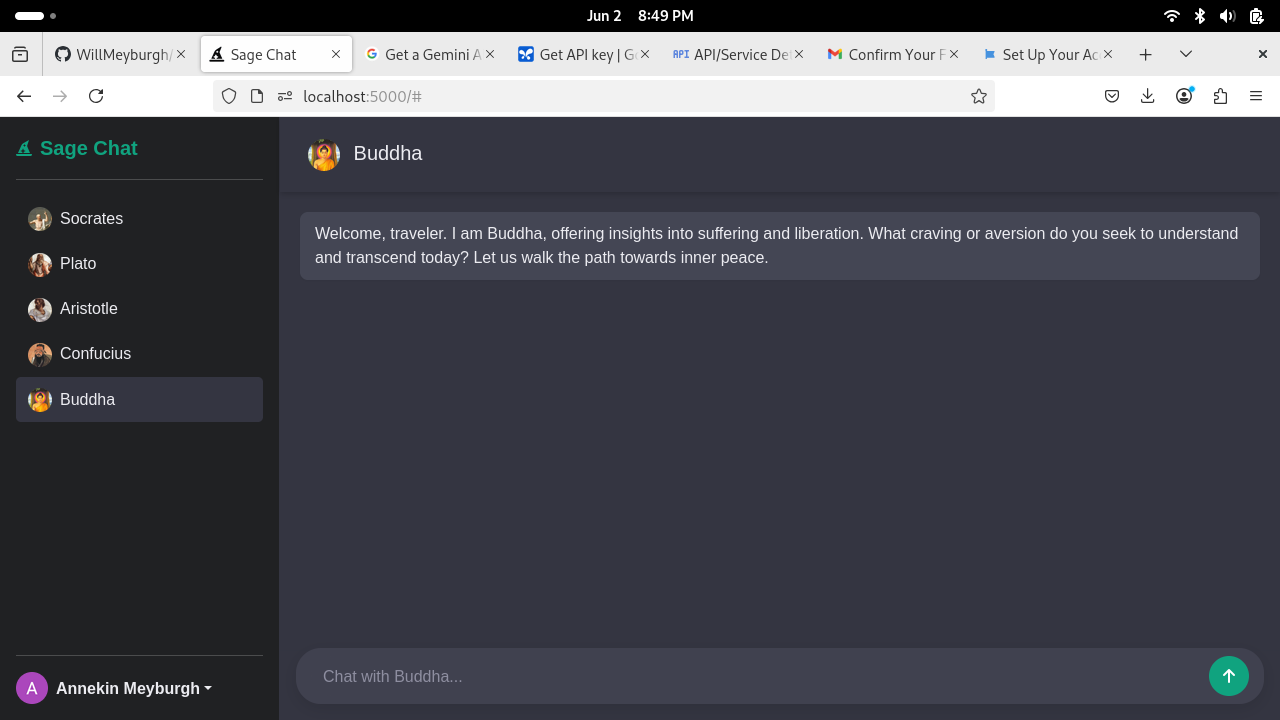 Jun 2 8:49 PM
WillMeyburgh/
Sage Chat
Get a Gemini A
Get API key | Go
API API/Service De
Confirm Your F
Set Up Your Ac
localhost:5000/#
Sage Chat
Buddha
Welcome, traveler. I am Buddha, offering insights into suffering and liberation. What craving or aversion do you seek to understand
and transcend today? Let us walk the path towards inner peace.
Socrates
Plato
Aristotle
Confucius
Buddha
Chat with Buddha...
A Annekin Meyburgh